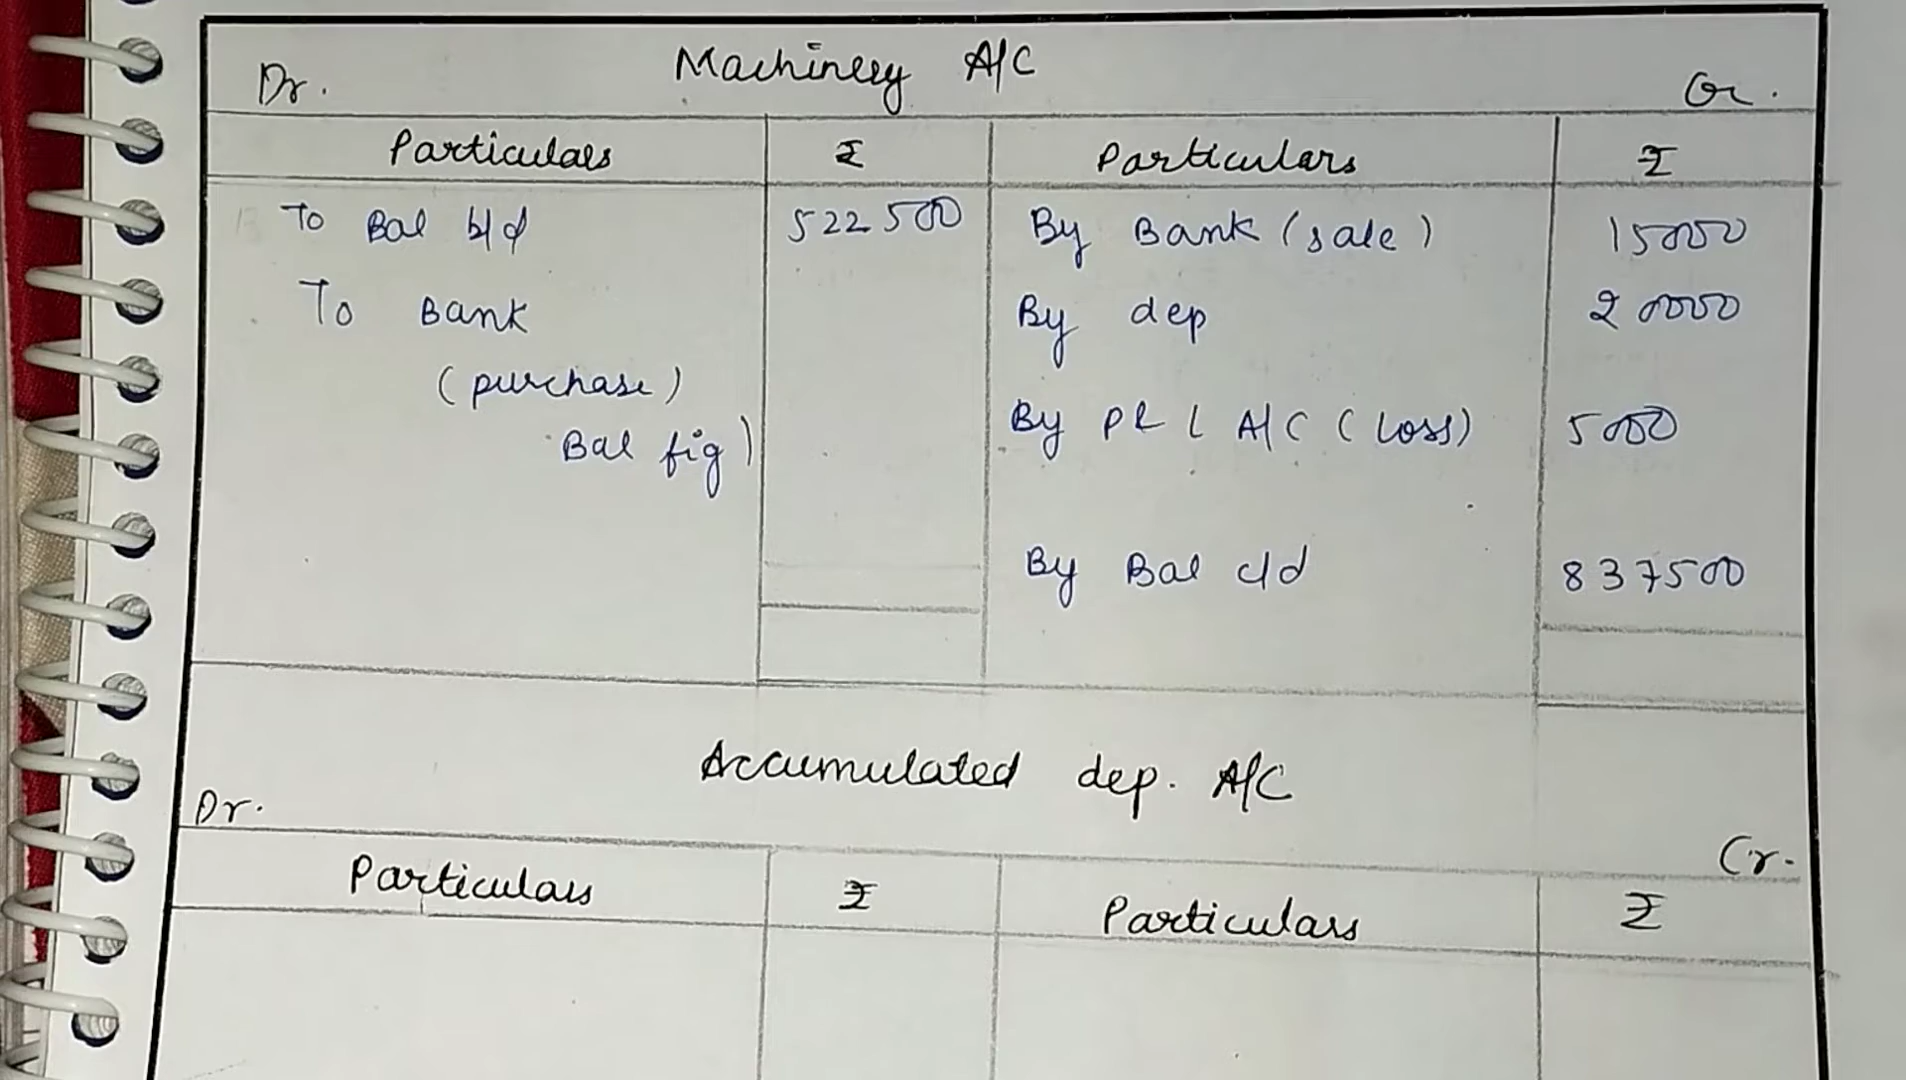 Machinery A/C
Dr. Cr.
Particulars ₹ Particulars ₹
To Bal b/d 522500 By Bank (sale) 15000
To Bank By dep 20000
(purchase)
Bal fig) By P & L A/C (Loss) 5000
By Bal c/d 837500
Accumulated dep. A/C
Dr. Cr.
Particulars ₹ Particulars ₹